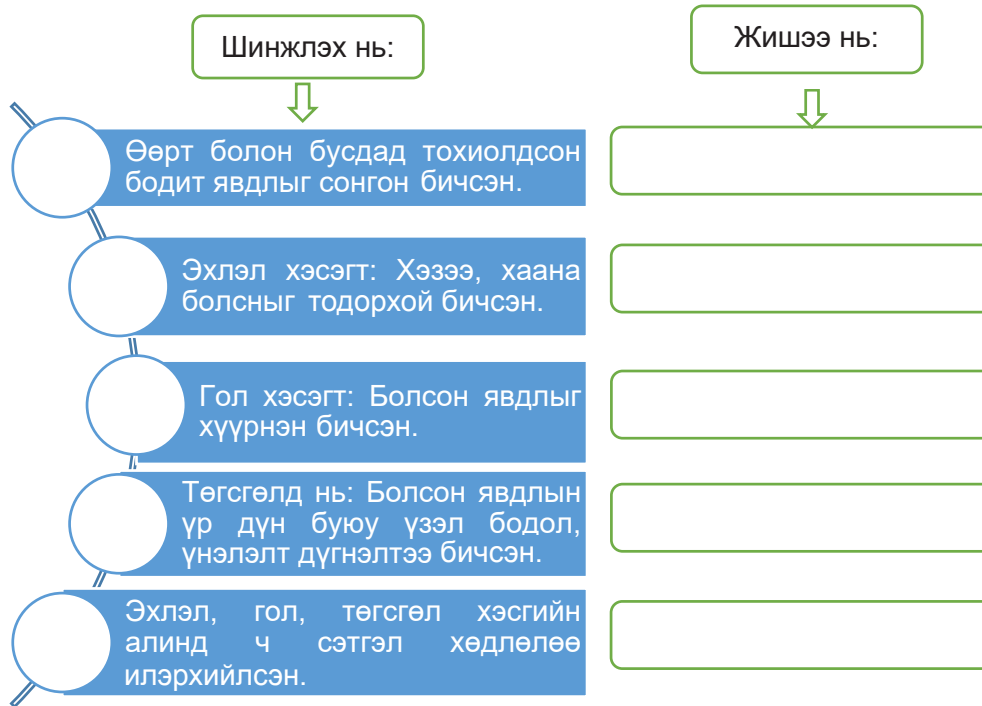 Шинжлэх нь:
Жишээ нь:
Өөрт болон бусдад тохиолдсон
бодит явдлыг сонгон бичсэн.
Эхлэл хэсэгт: Хэзээ, хаана
болсныг тодорхой бичсэн.
Гол хэсэгт: Болсон явдлыг
хүүрнэн бичсэн.
Төгсгөлд нь: Болсон явдлын
үр дүн буюу үзэл бодол,
үнэлэлт дүгнэлтээ бичсэн.
Эхлэл, гол, төгсгөл хэсгийн
алинд ч сэтгэл хөдлөлөө
илэрхийлсэн.